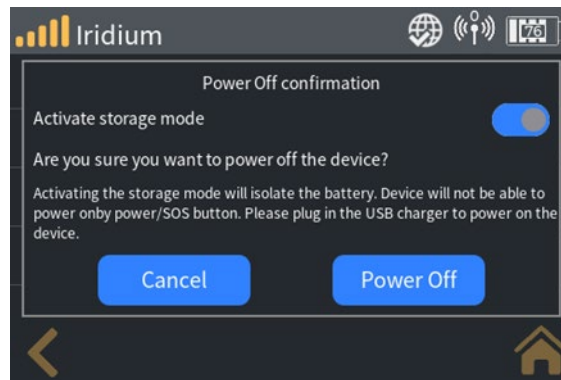 Iridium
76
Power Off confirmation
Activate storage mode
Are you sure you want to power off the device?
Activating the storage mode will isolate the battery. Device will not be able to
power onby power/SOS button. Please plug in the USB charger to power on the
device.
Cancel
Power Off